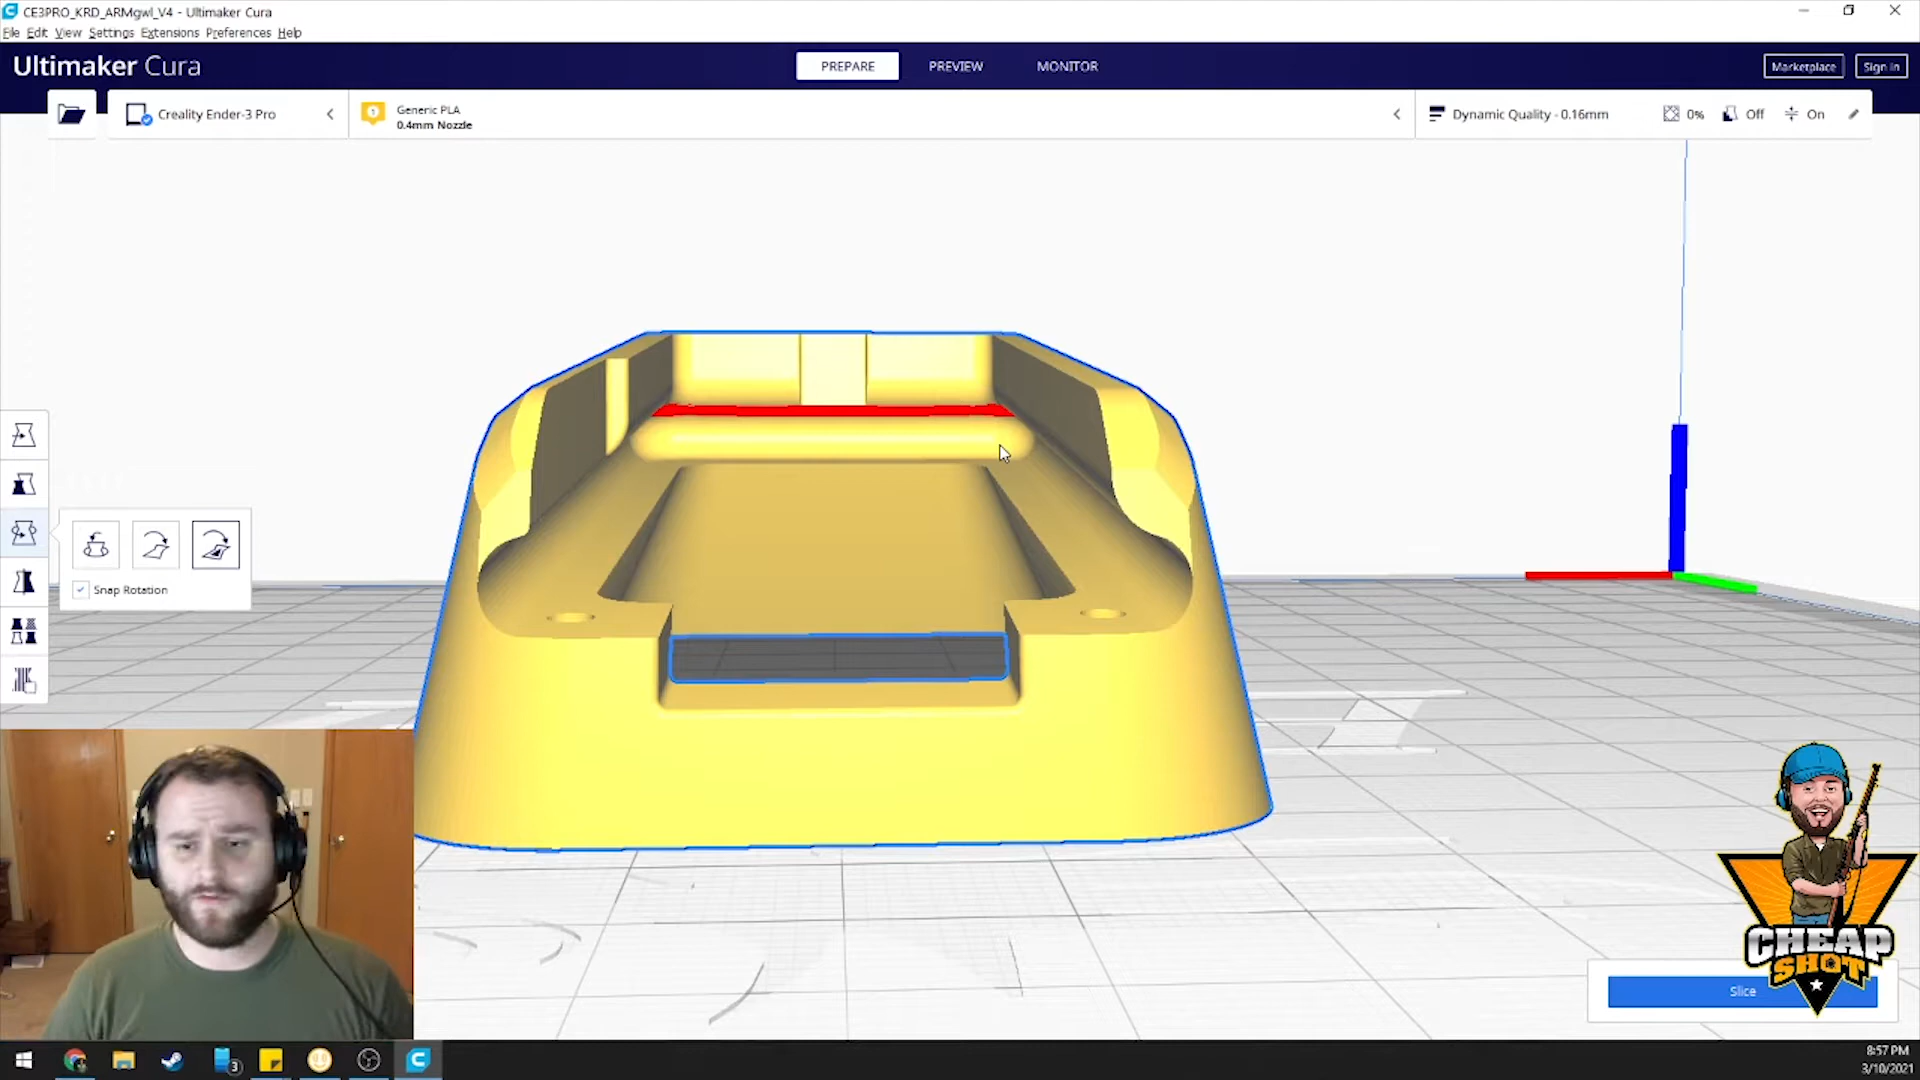 CE3PRO_KRD_ARMgwl_V4 - Ultimaker Cura
File Edit View Settings Extensions Preferences Help
Ultimaker Cura
PREPARE
PREVIEW
MONITOR
Marketplace
Sign in
Creality Ender-3 Pro
1
Generic PLA
0.4mm Nozzle
Dynamic Quality - 0.16mm
0%
Off
On
Snap Rotation
CHEAP
SHOT
Slice
3
8:57 PM
3/10/2021